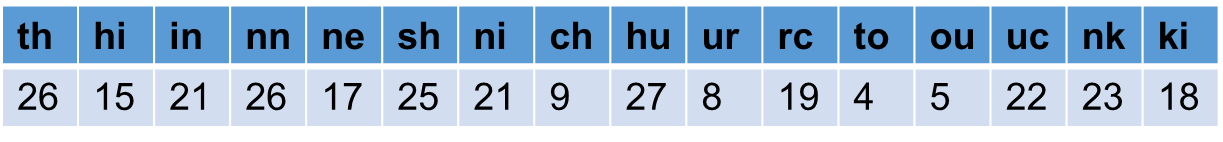 th hi in nn ne sh ni ch hu ur rc to ou uc nk ki
26 15 21 26 17 25 21 9 27 8 19 4 5 22 23 18